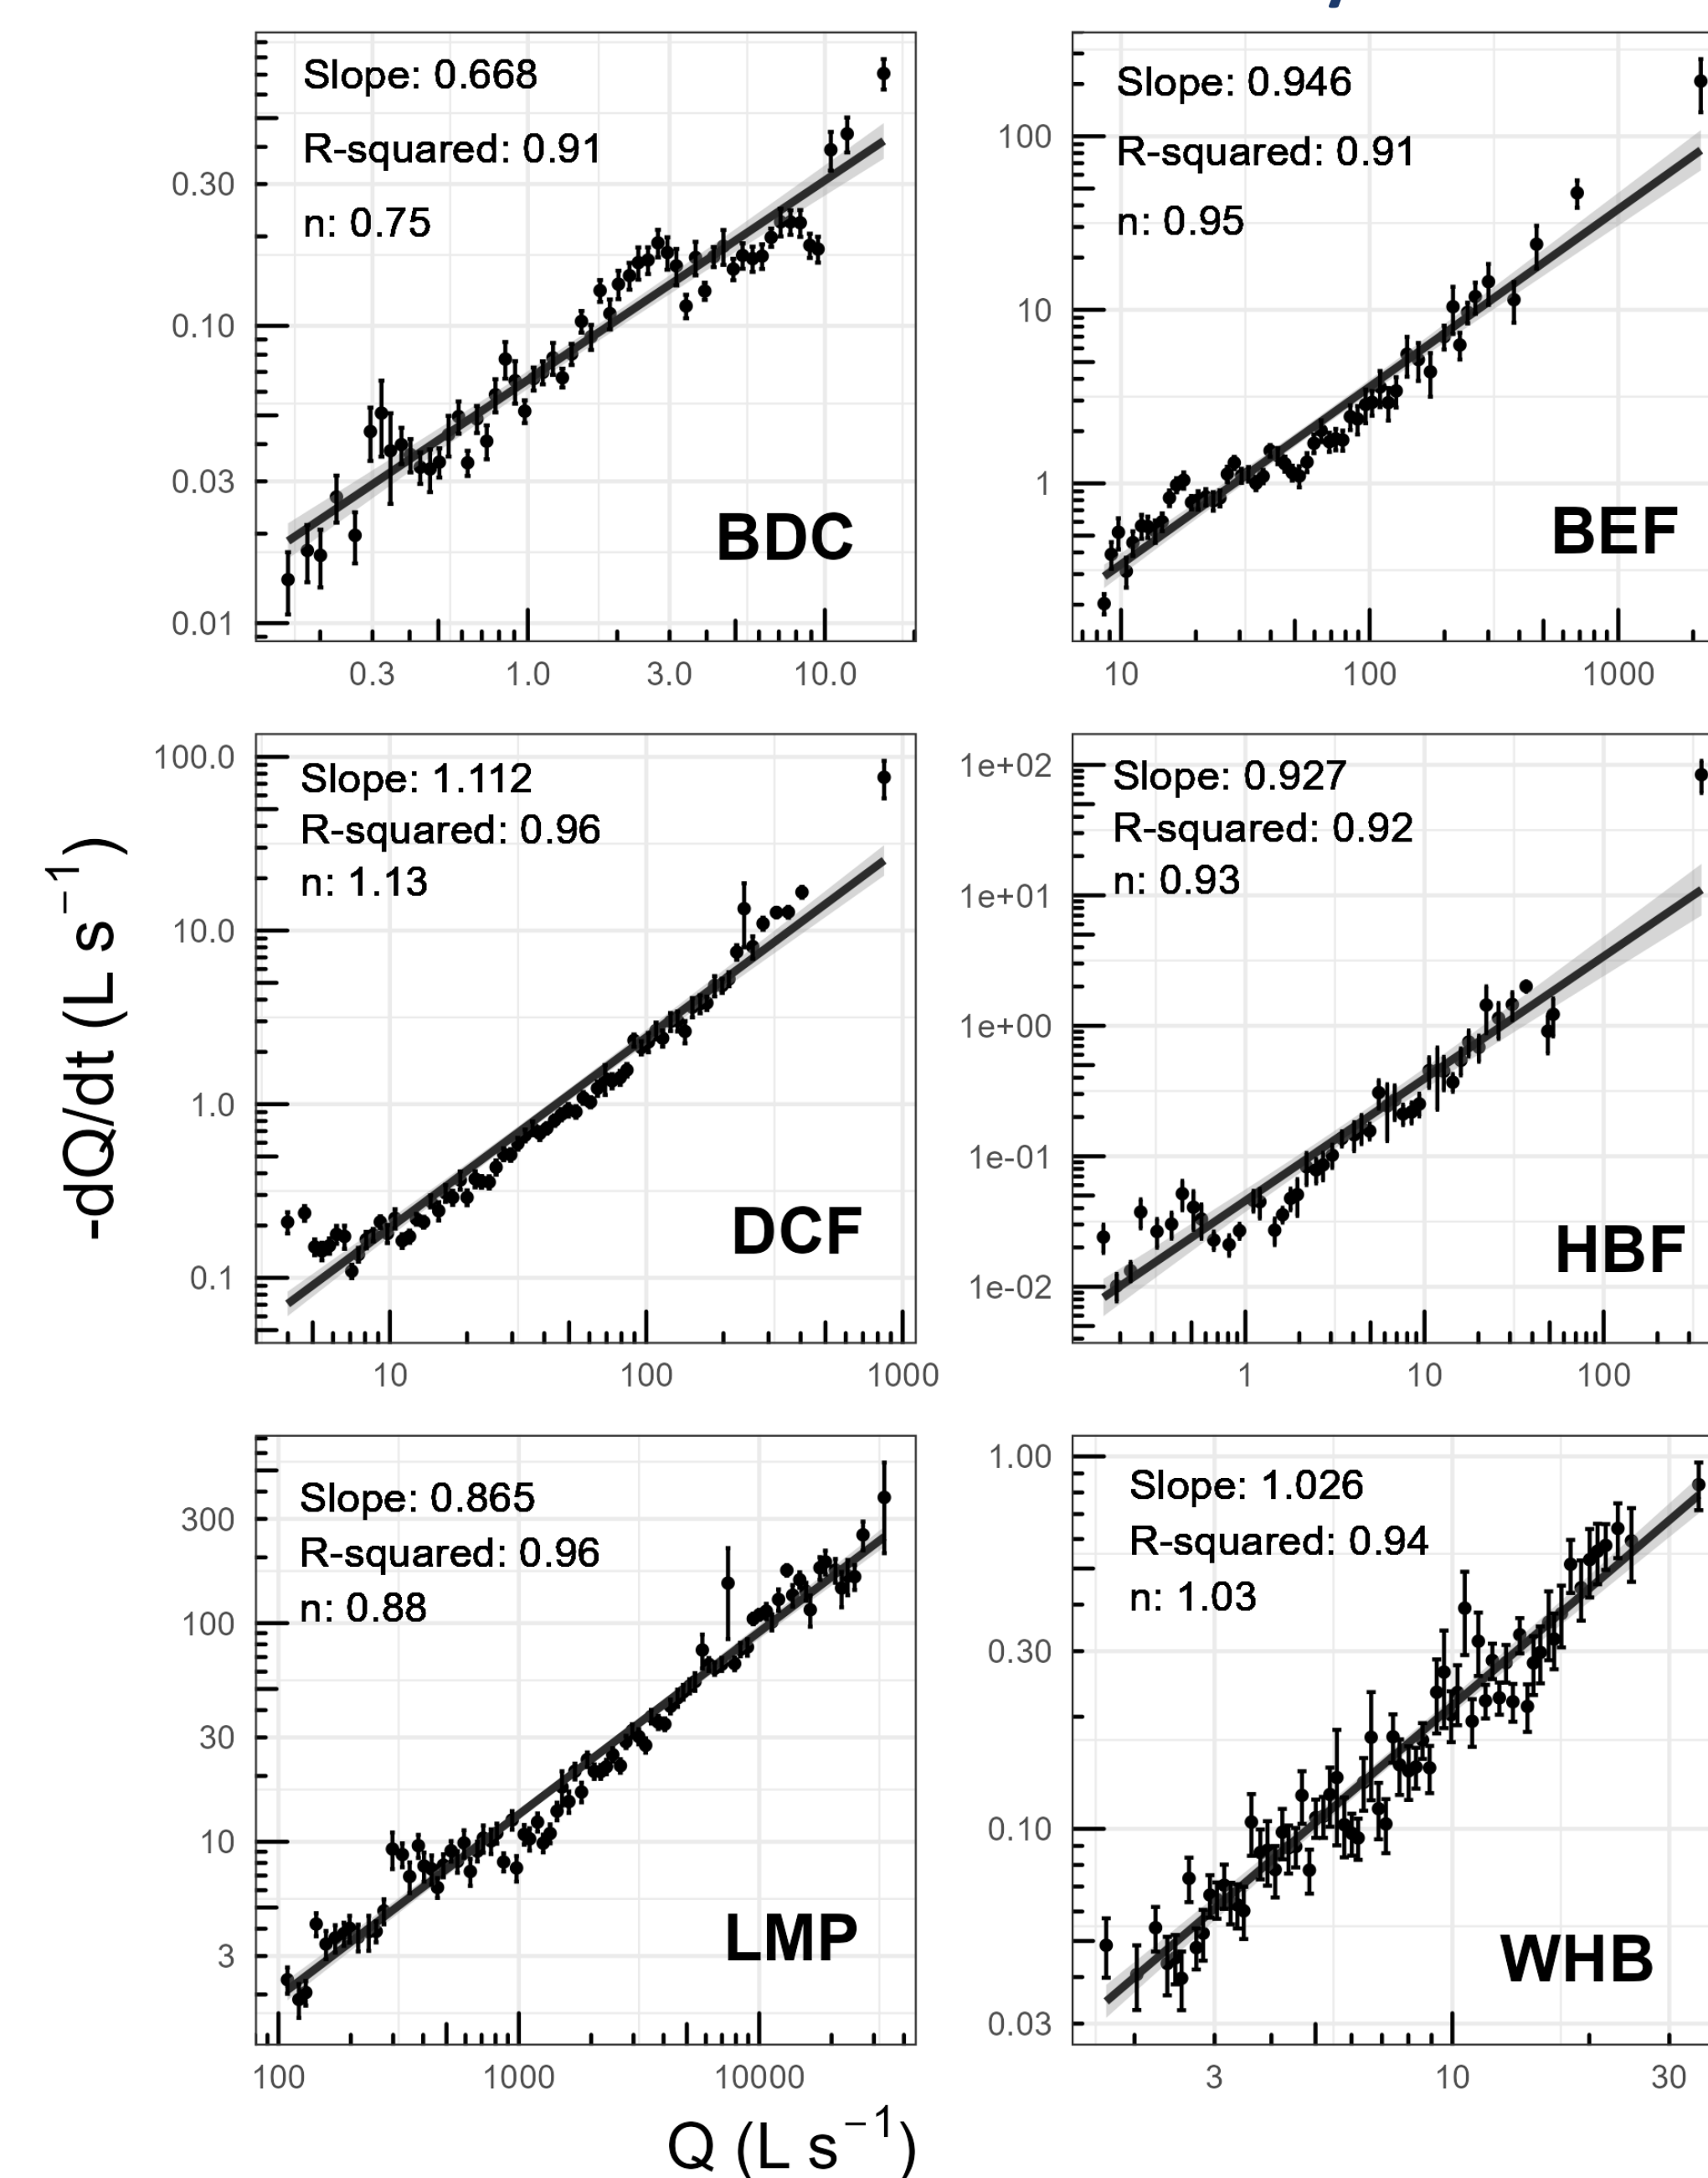 Slope: 0.668
R-squared: 0.91
n: 0.75
0.30
0.10
0.03
0.01
BDC
0.3 1.0 3.0 10.0
Slope: 0.946
R-squared: 0.91
n: 0.95
100
10
1
BEF
10 100 1000
Slope: 1.112
R-squared: 0.96
n: 1.13
100.0
10.0
1.0
0.1
DCF
10 100 1000
Slope: 0.927
R-squared: 0.92
n: 0.93
1e+02
1e+01
1e+00
1e-01
1e-02
HBF
1 10 100
-dQ/dt (L s⁻¹)
Slope: 0.865
R-squared: 0.96
n: 0.88
300
100
30
10
3
LMP
100 1000 10000
Slope: 1.026
R-squared: 0.94
n: 1.03
1.00
0.30
0.10
0.03
WHB
3 10 30
Q (L s⁻¹)